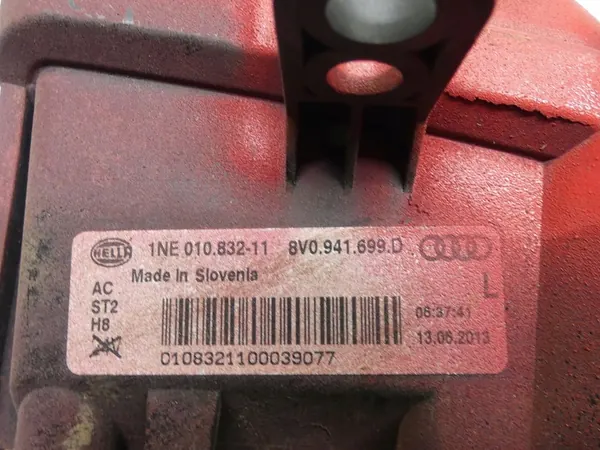 HELLA 1NE 010.832-11 8V0.941.699.D
Made in Slovenia
AC
ST2
H8
L
06:37:41
13.06.2013
0108321100039077